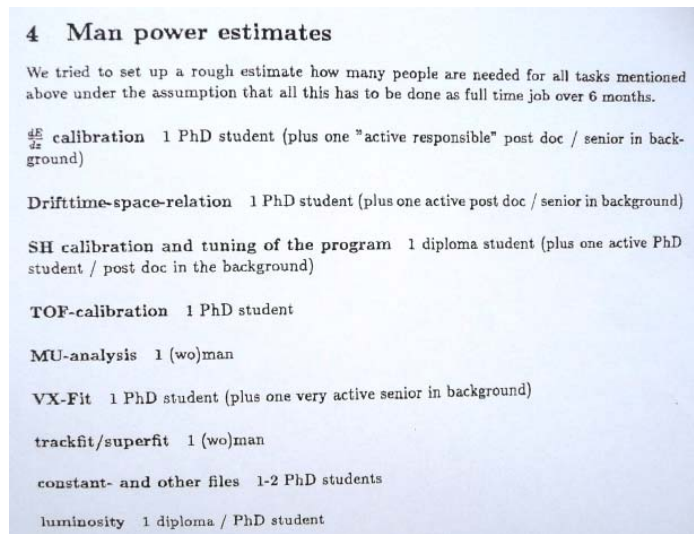 4 Man power estimates
We tried to set up a rough estimate how many people are needed for all tasks mentioned
above under the assumption that all this has to be done as full time job over 6 months.
dE/dx calibration 1 PhD student (plus one "active responsible" post doc / senior in back-
ground)
Drifttime-space-relation 1 PhD student (plus one active post doc / senior in background)
SH calibration and tuning of the program 1 diploma student (plus one active PhD
student / post doc in the background)
TOF-calibration 1 PhD student
MU-analysis 1 (wo)man
VX-Fit 1 PhD student (plus one very active senior in background)
trackfit/superfit 1 (wo)man
constant- and other files 1-2 PhD students
luminosity 1 diploma / PhD student